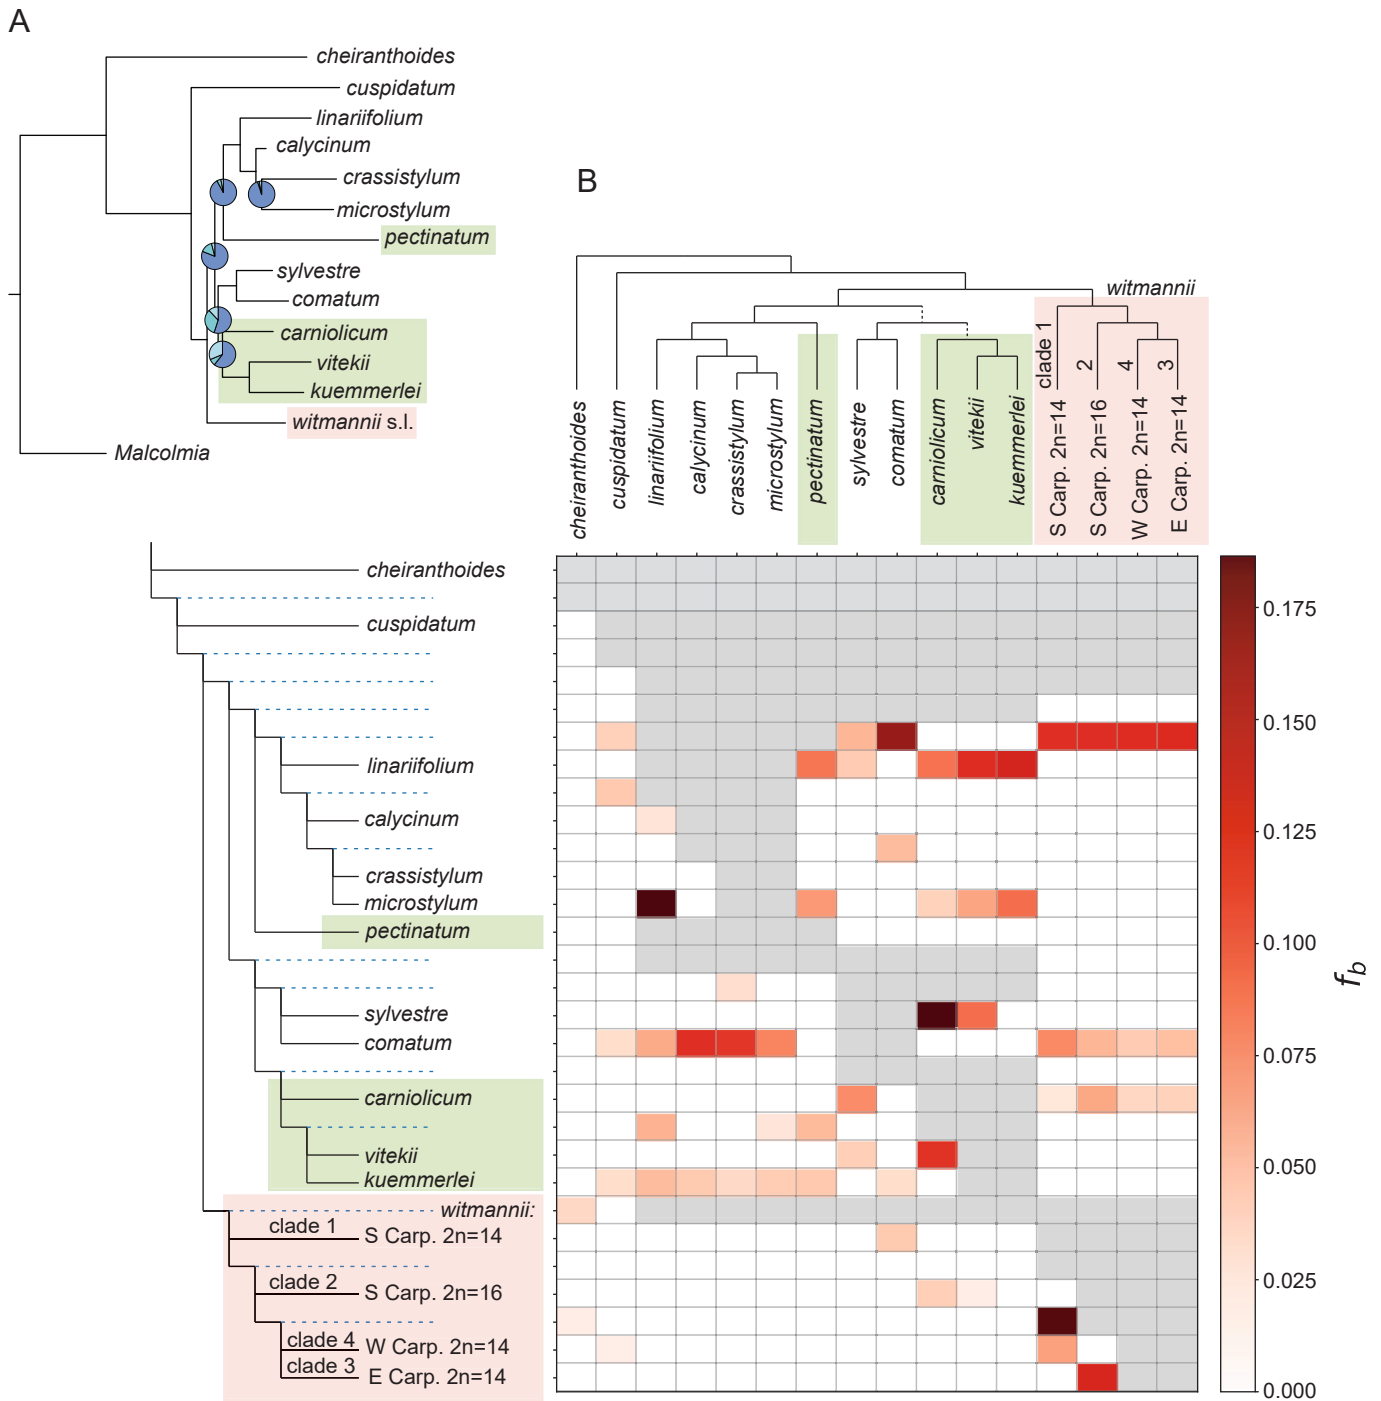 A
cheiranthoides
cuspidatum
linariifolium
calycinum
crassistylum
microstylum
pectinatum
sylvestre
comatum
carniolicum
vitekii
kuemmerlei
witmannii s.l.
Malcolmia
B
witmannii
clade 1
2
4
3
cheiranthoides
cuspidatum
linariifolium
calycinum
crassistylum
microstylum
pectinatum
sylvestre
comatum
carniolicum
vitekii
kuemmerlei
S Carp. 2n=14
S Carp. 2n=16
W Carp. 2n=14
E Carp. 2n=14
cheiranthoides
cuspidatum
linariifolium
calycinum
crassistylum
microstylum
pectinatum
sylvestre
comatum
carniolicum
vitekii
kuemmerlei
witmannii:
clade 1 S Carp. 2n=14
clade 2 S Carp. 2n=16
clade 4 W Carp. 2n=14
clade 3 E Carp. 2n=14
0.175
0.150
0.125
0.100
0.075
0.050
0.025
0.000
fb